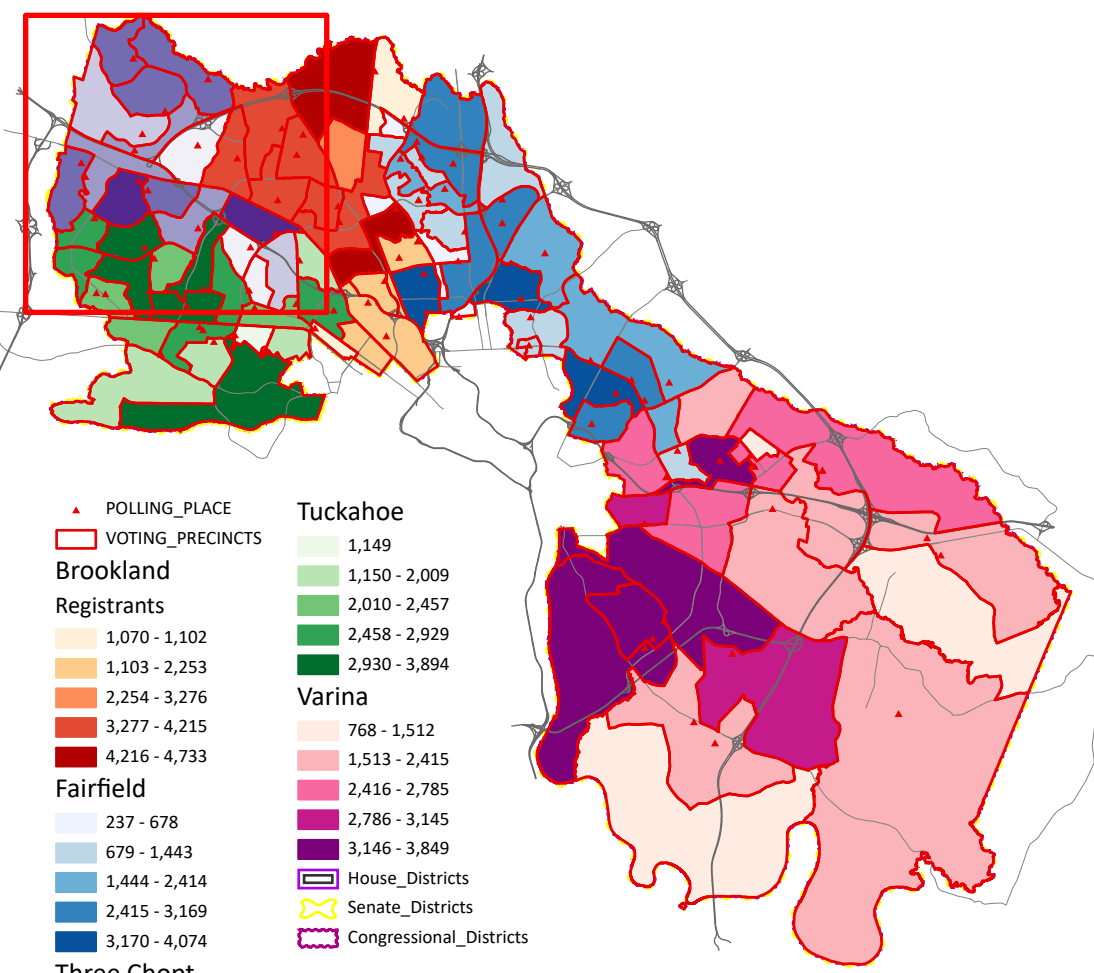 POLLING_PLACE
VOTING_PRECINCTS
Brookland
Registrants
1,070 - 1,102
1,103 - 2,253
2,254 - 3,276
3,277 - 4,215
4,216 - 4,733
Fairfield
237 - 678
679 - 1,443
1,444 - 2,414
2,415 - 3,169
3,170 - 4,074
Three Chopt
Tuckahoe
1,149
1,150 - 2,009
2,010 - 2,457
2,458 - 2,929
2,930 - 3,894
Varina
768 - 1,512
1,513 - 2,415
2,416 - 2,785
2,786 - 3,145
3,146 - 3,849
House_Districts
Senate_Districts
Congressional_Districts